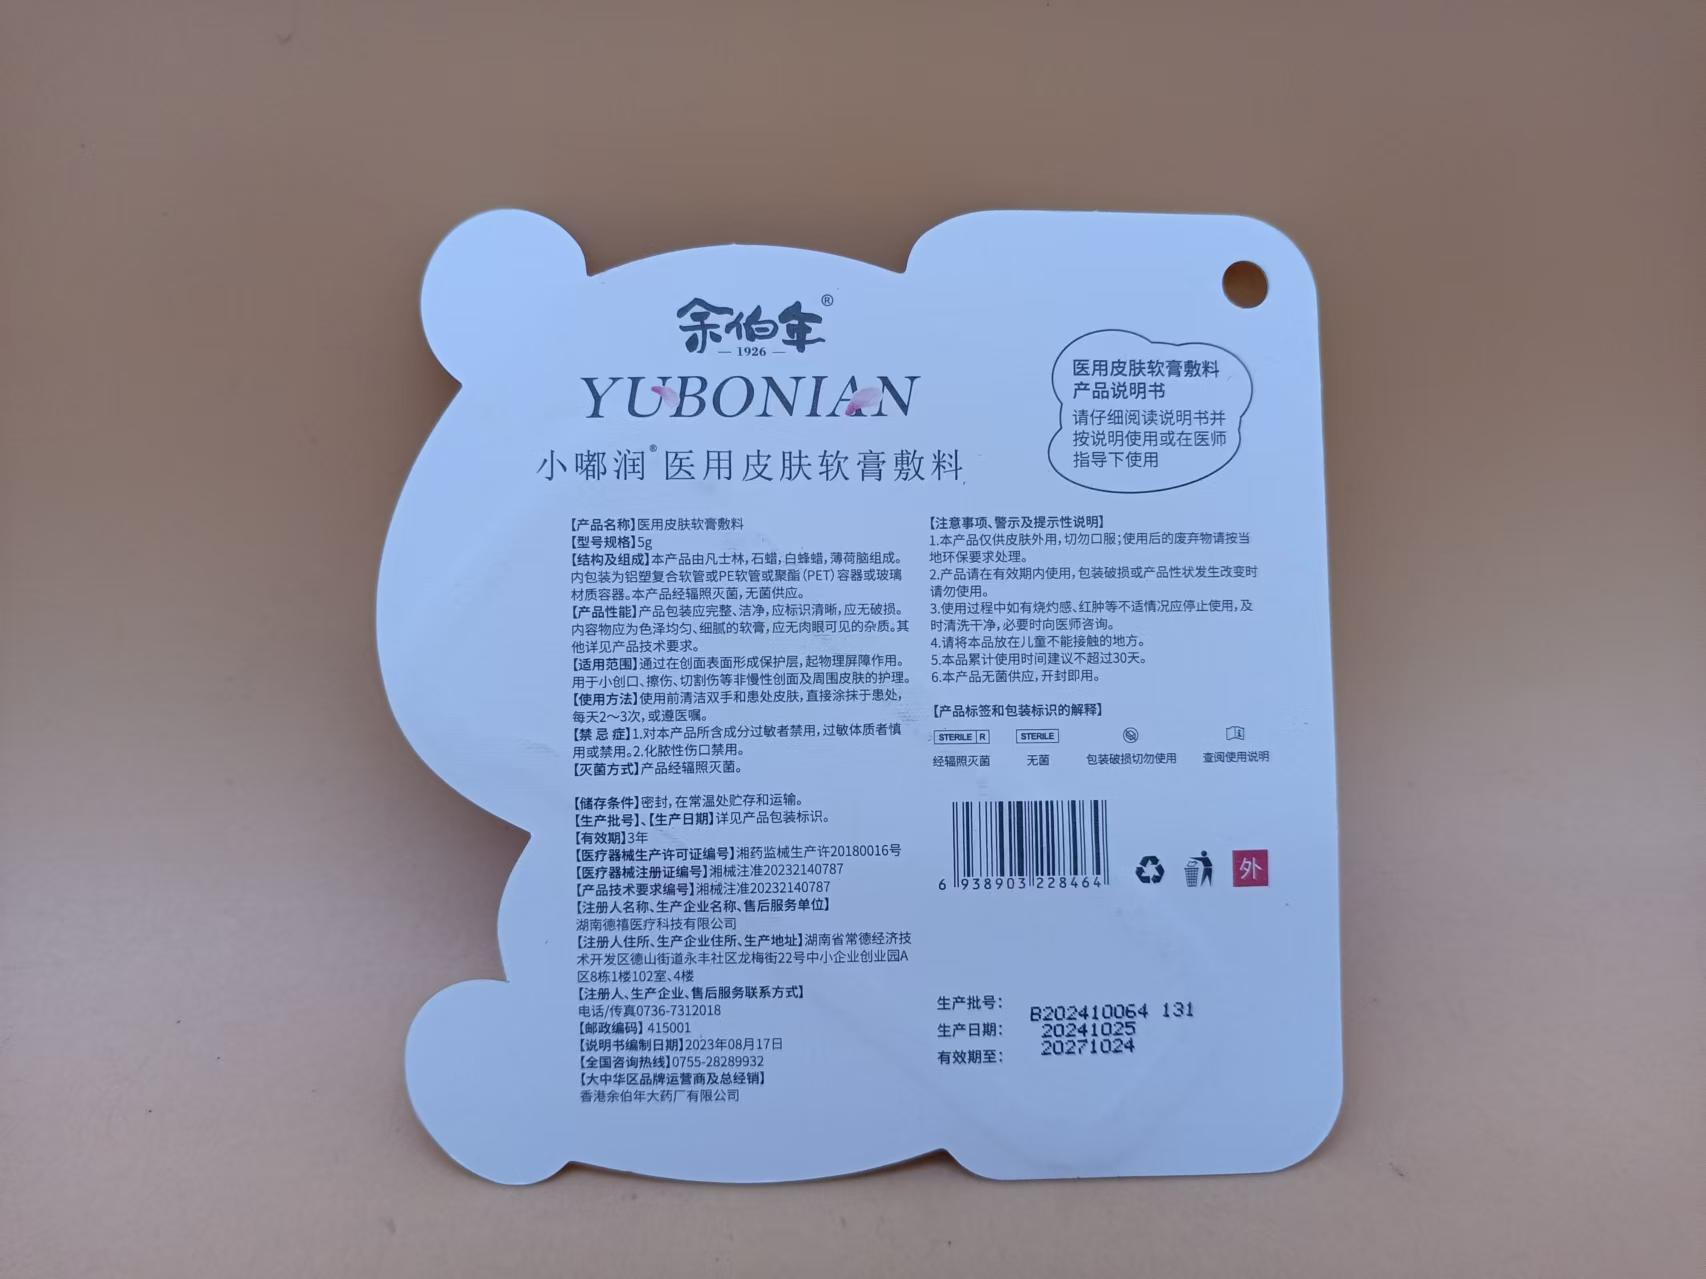 余伯年®
1926
YUBONIAN
小嘟润®医用皮肤软膏敷料
医用皮肤软膏敷料
产品说明书
请仔细阅读说明书并
按说明使用或在医师
指导下使用
【产品名称】医用皮肤软膏敷料
【型号规格】5g
【结构及组成】本产品由凡士林，石蜡，白蜂蜡，薄荷脑组成。
内包装为铝塑复合软管或PE软管或聚酯（PET）容器或玻璃
材质容器。本产品经辐照灭菌，无菌供应。
【产品性能】产品包装应完整、洁净，应标识清晰，应无破损。
内容物应为色泽均匀、细腻的软膏，应无肉眼可见的杂质。其
他详见产品技术要求。
【适用范围】通过在创面表面形成保护层，起物理屏障作用。
用于小创口、擦伤、切割伤等非慢性创面及周围皮肤的护理。
【使用方法】使用前清洁双手和患处皮肤，直接涂抹于患处，
每天2～3次，或遵医嘱。
【禁忌症】1.对本产品所含成分过敏者禁用，过敏体质者慎
用或禁用。2.化脓性伤口禁用。
【灭菌方式】产品经辐照灭菌。
【储存条件】密封，在常温处贮存和运输。
【生产批号】、【生产日期】详见产品包装标识。
【有效期】3年
【医疗器械生产许可证编号】湘药监械生产许20180016号
【医疗器械注册证编号】湘械注准20232140787
【产品技术要求编号】湘械注准20232140787
【注册人名称、生产企业名称、售后服务单位】
湖南德禧医疗科技有限公司
【注册人住所、生产企业住所、生产地址】湖南省常德经济技
术开发区德山街道永丰社区龙梅街22号中小企业创业园A
区8栋1楼102室、4楼
【注册人、生产企业、售后服务联系方式】
电话/传真0736-7312018
【邮政编码】415001
【说明书编制日期】2023年08月17日
【全国咨询热线】0755-28289932
【大中华区品牌运营商及总经销】
香港余伯年大药厂有限公司
【注意事项、警示及提示性说明】
1.本产品仅供皮肤外用，切勿口服；使用后的废弃物请按当
地环保要求处理。
2.产品请在有效期内使用，包装破损或产品性状发生改变时
请勿使用。
3.使用过程中如有烧灼感、红肿等不适情况应停止使用，及
时清洗干净，必要时向医师咨询。
4.请将本品放在儿童不能接触的地方。
5.本品累计使用时间建议不超过30天。
6.本产品无菌供应，开封即用。
【产品标签和包装标识的解释】
STERILE R STERILE
经辐照灭菌 无菌 包装破损切勿使用 查阅使用说明
6 938903 228464
外
生产批号： B202410064 131
生产日期： 20241025
有效期至： 20271024